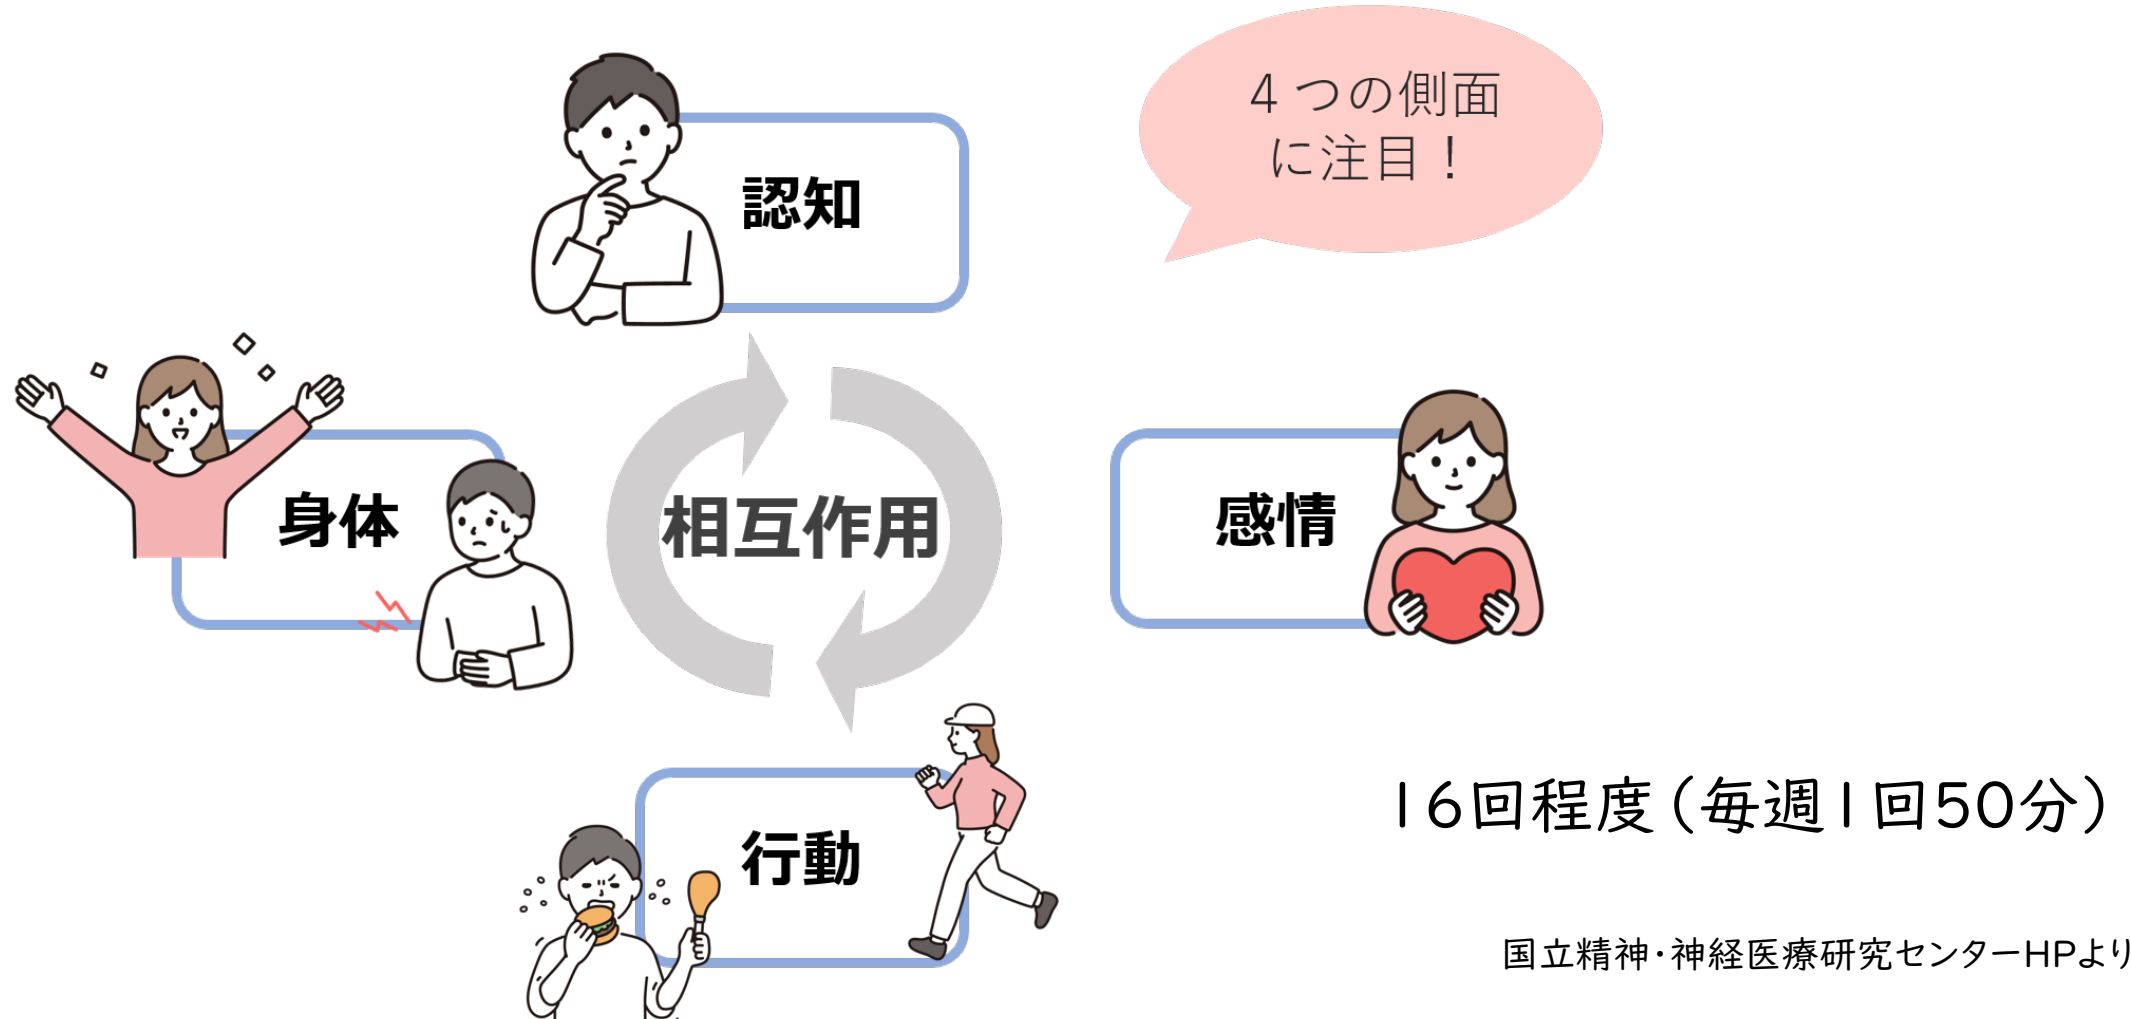 4つの側面
に注目！
認知
身体
相互作用
感情
行動
16回程度（毎週1回50分）
国立精神・神経医療研究センターHPより